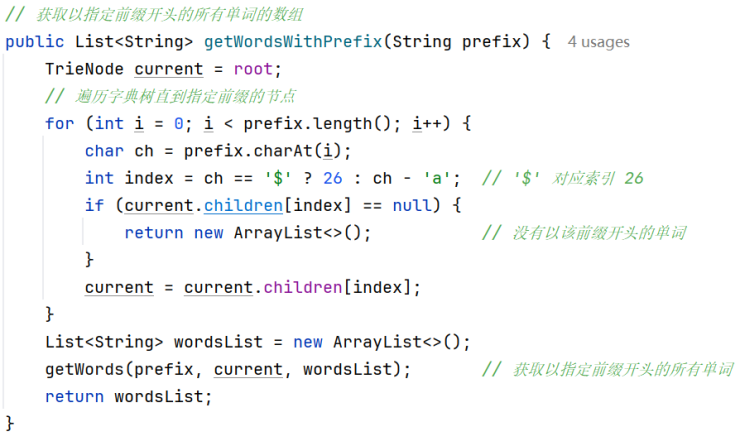 // 获取以指定前缀开头的所有单词的数组
public List<String> getWordsWithPrefix(String prefix) { 4 usages
TrieNode current = root;
// 遍历字典树直到指定前缀的节点
for (int i = 0; i < prefix.length(); i++) {
char ch = prefix.charAt(i);
int index = ch == '$' ? 26 : ch - 'a'; // '$' 对应索引 26
if (current.children[index] == null) {
return new ArrayList<>(); // 没有以该前缀开头的单词
}
current = current.children[index];
}
List<String> wordsList = new ArrayList<>();
getWords(prefix, current, wordsList); // 获取以指定前缀开头的所有单词
return wordsList;
}